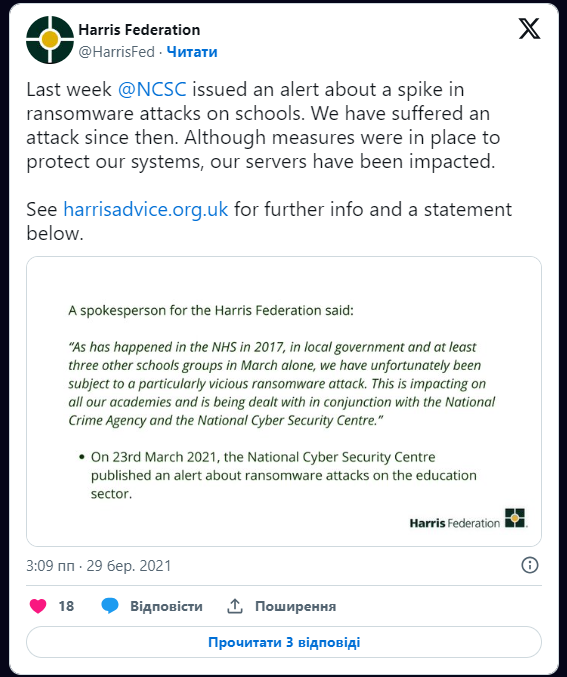 Harris Federation
@HarrisFed · Читати
Last week @NCSC issued an alert about a spike in
ransomware attacks on schools. We have suffered an
attack since then. Although measures were in place to
protect our systems, our servers have been impacted.
See harrisadvice.org.uk for further info and a statement
below.
A spokesperson for the Harris Federation said:
“As has happened in the NHS in 2017, in local government and at least
three other schools groups in March alone, we have unfortunately been
subject to a particularly vicious ransomware attack. This is impacting on
all our academies and is being dealt with in conjunction with the National
Crime Agency and the National Cyber Security Centre.”
• On 23rd March 2021, the National Cyber Security Centre
published an alert about ransomware attacks on the education
sector.
Harris Federation
3:09 пп · 29 бер. 2021
18 Відповісти Поширення
Прочитати 3 відповіді